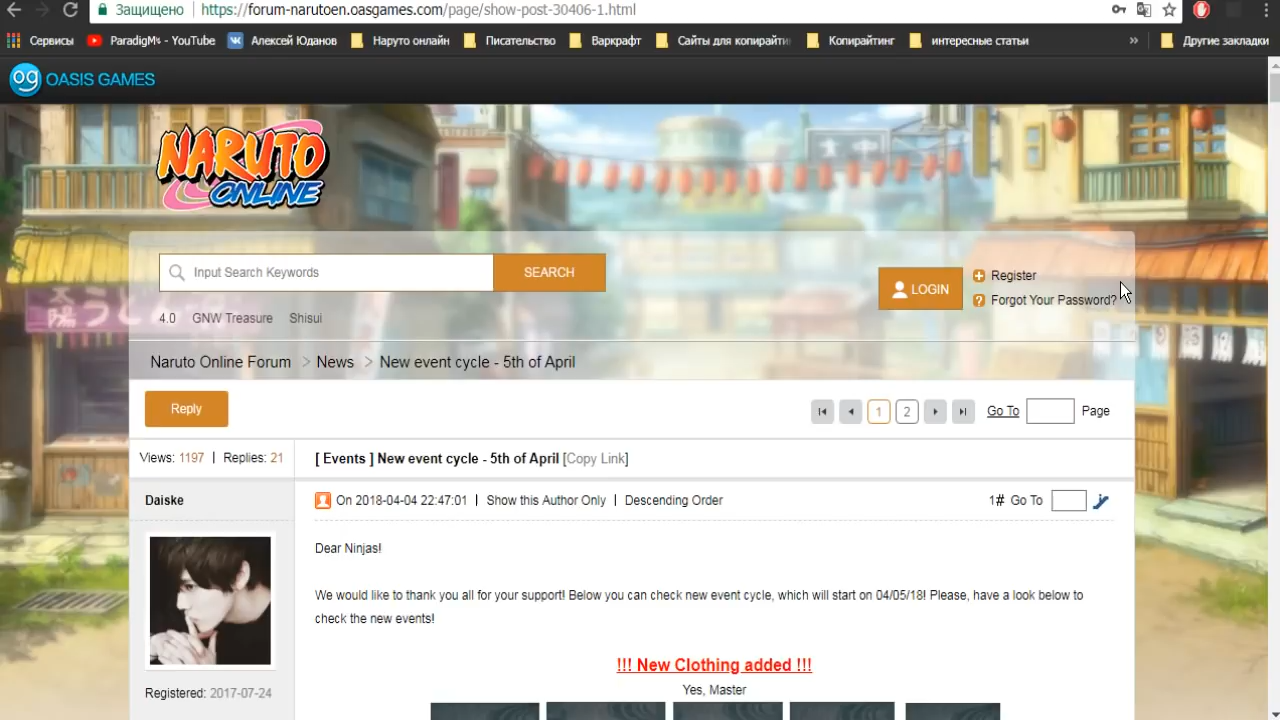 Защищено https://forum-narutoen.oasgames.com/page/show-post-30406-1.html
Сервисы ParadigMs - YouTube Алексей Юданов Наруто онлайн Писательство Варкрафт Сайты для копирайти Копирайтинг интересные статьи » Другие закладки
og OASIS GAMES
NARUTO
ONLINE
Input Search Keywords SEARCH
LOGIN
Register
Forgot Your Password?
4.0 GNW Treasure Shisui
Naruto Online Forum > News > New event cycle - 5th of April
Reply
1 2 Go To Page
Views: 1197 | Replies: 21
[ Events ] New event cycle - 5th of April [Copy Link]
Daiske
On 2018-04-04 22:47:01 | Show this Author Only | Descending Order
1# Go To
Dear Ninjas!
We would like to thank you all for your support! Below you can check new event cycle, which will start on 04/05/18! Please, have a look below to
check the new events!
!!! New Clothing added !!!
Yes, Master
Registered: 2017-07-24